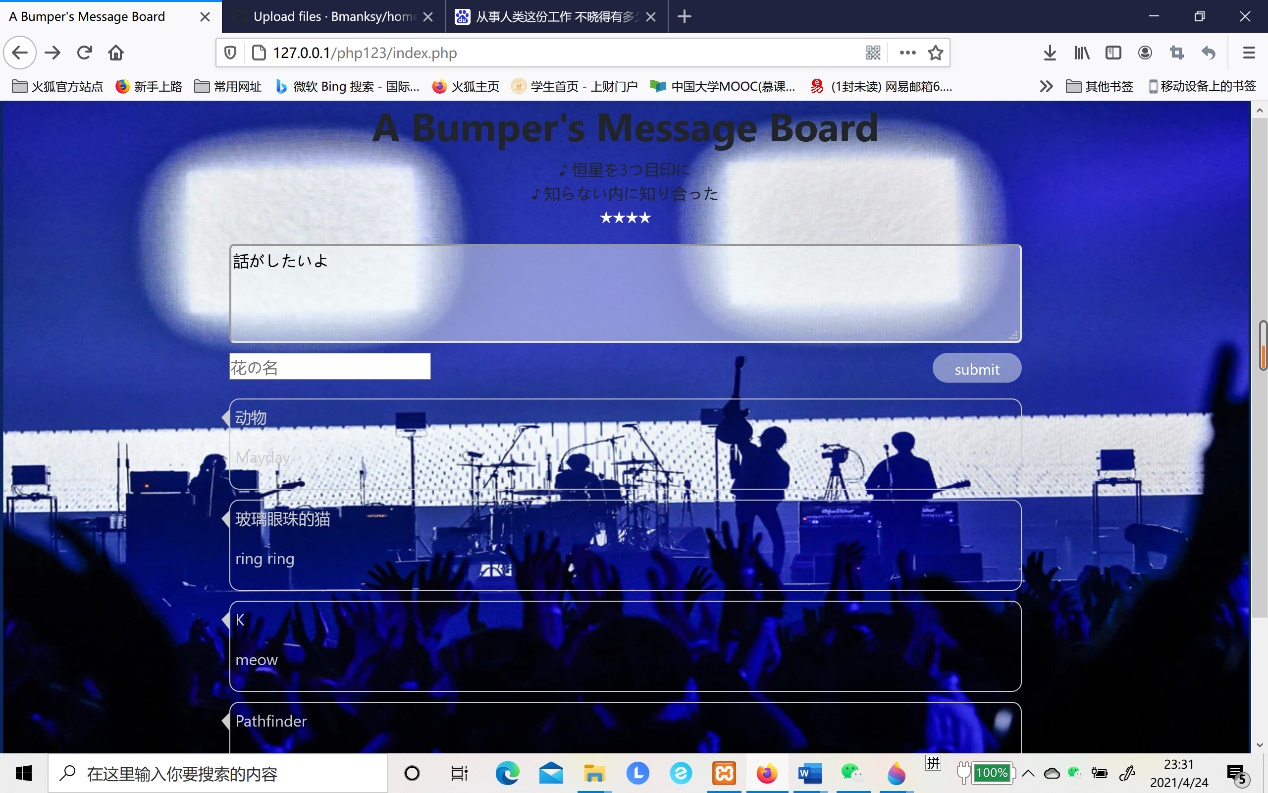 A Bumper's Message Board
Upload files · Bmanksy/hom
从事人类这份工作 不晓得有多
127.0.0.1/php123/index.php
火狐官方站点
新手上路
常用网址
微软 Bing 搜索 - 国际...
火狐主页
学生首页 - 上财门户
中国大学MOOC(慕课...
(1封未读) 网易邮箱6....
其他书签
移动设备上的书签
A Bumper's Message Board
♪ 恒星を3つ目印に
♪ 知らない内に知り合った
★★★★
話がしたいよ
花の名
submit
动物
Mayday
玻璃眼珠的猫
ring ring
K
meow
Pathfinder
在这里输入你要搜索的内容
拼
100%
23:31
2021/4/24
5